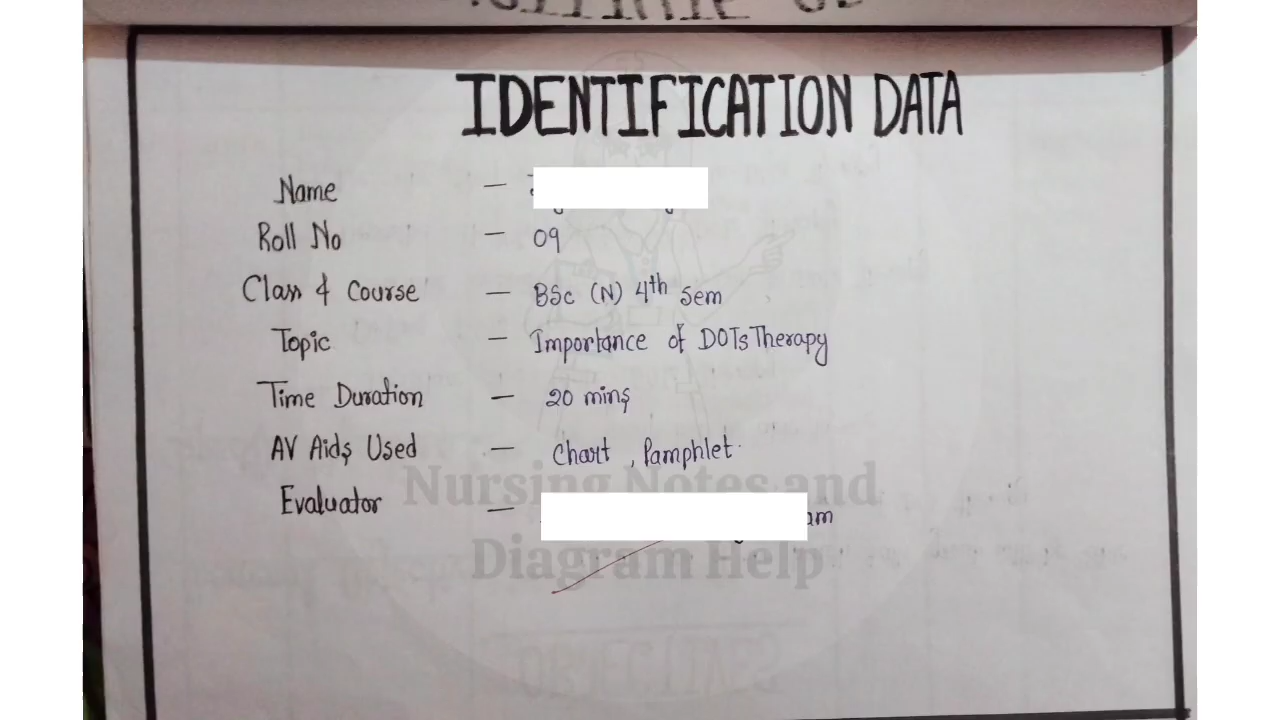 IDENTIFICATION DATA
Name –
Roll No – 09
Class & Course – BSc (N) 4th Sem
Topic – Importance of DOTs Therapy
Time Duration – 20 mins
AV Aids Used – Chart , Pamphlet
Evaluator –
Nursing Notes and
Diagram Help
OBJECTIVES